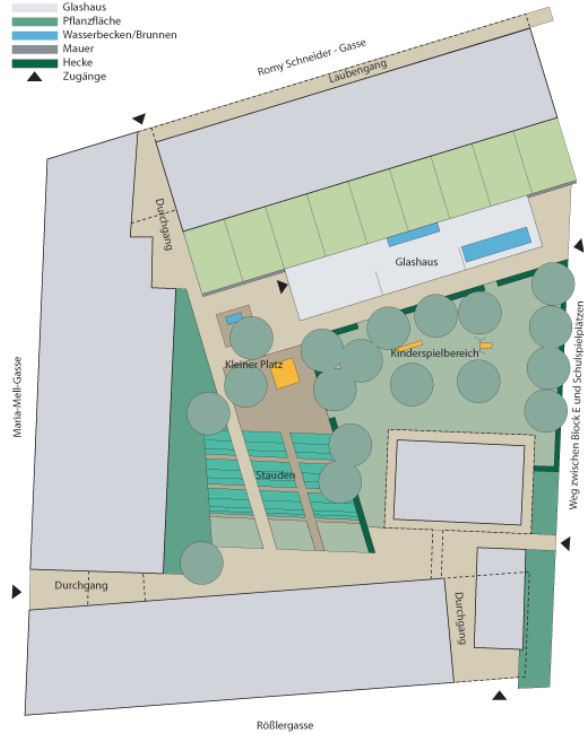 Glashaus
Pflanzfläche
Wasserbecken/Brunnen
Mauer
Hecke
Zugänge
Romy Schneider - Gasse
Laubengang
Durchgang
Glashaus
Kleiner Platz
Kinderspielbereich
Maria-Mell-Gasse
Weg zwischen Block E und Schulspielplätzen
Stauden
Durchgang
Durchgang
Rößlergasse